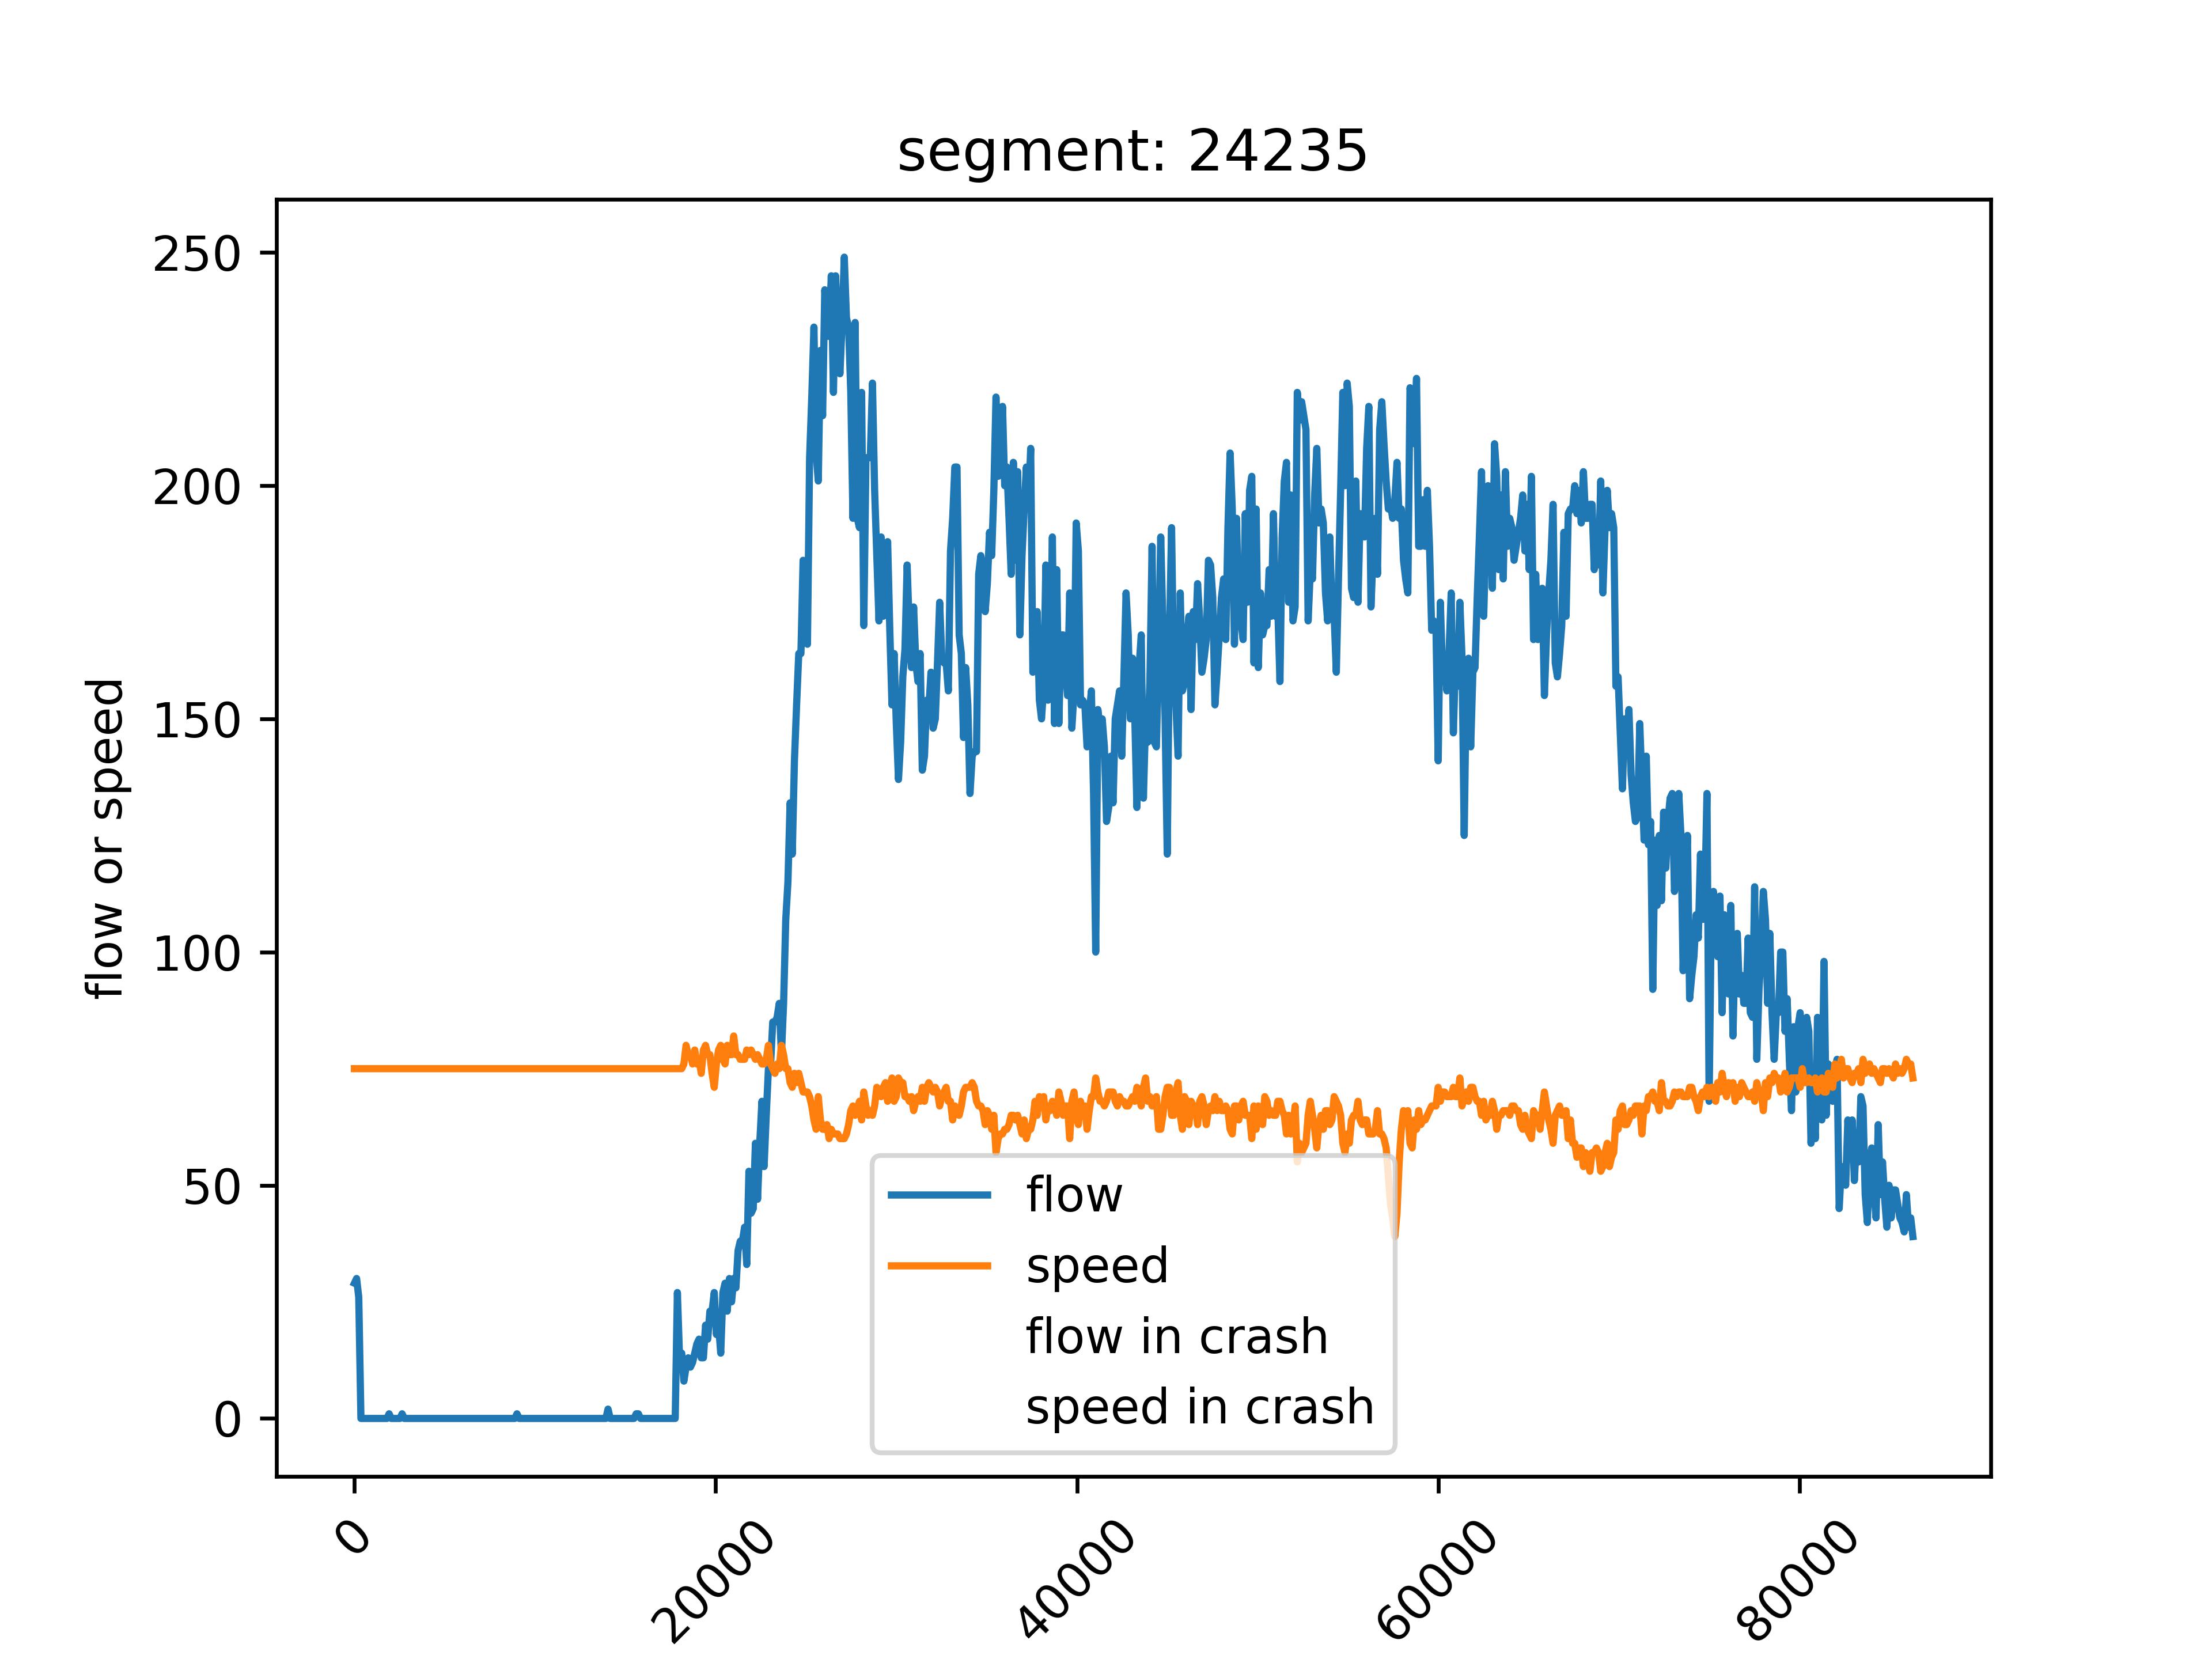 segment: 24235
flow or speed
250
200
150
100
50
0
flow
speed
flow in crash
speed in crash
0
20000
40000
60000
80000